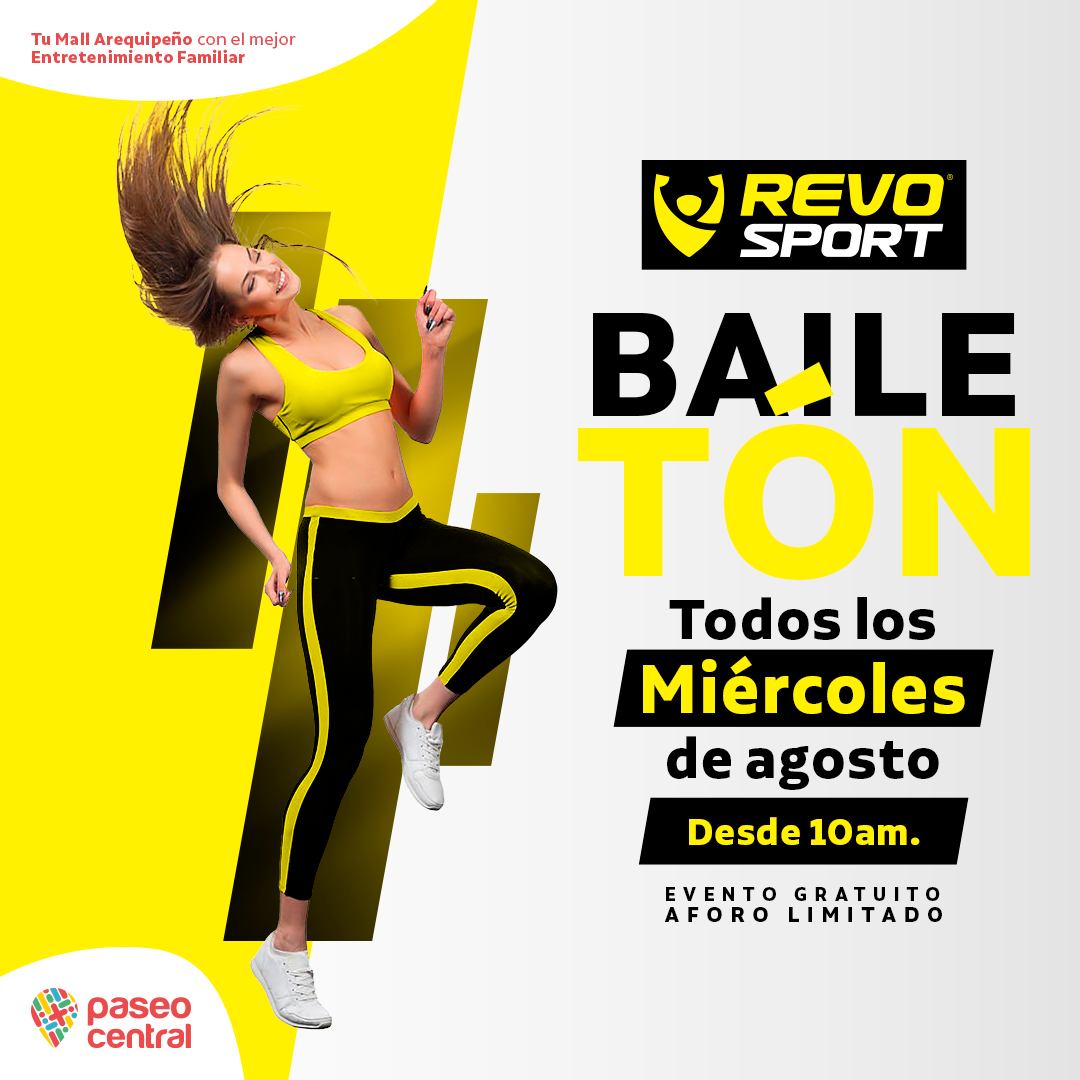 Tu Mall Arequipeño con el mejor
Entretenimiento Familiar
REVO®
SPORT
BAILE
TÓN
Todos los
Miércoles
de agosto
Desde 10am.
EVENTO GRATUITO
AFORO LIMITADO
paseo
central